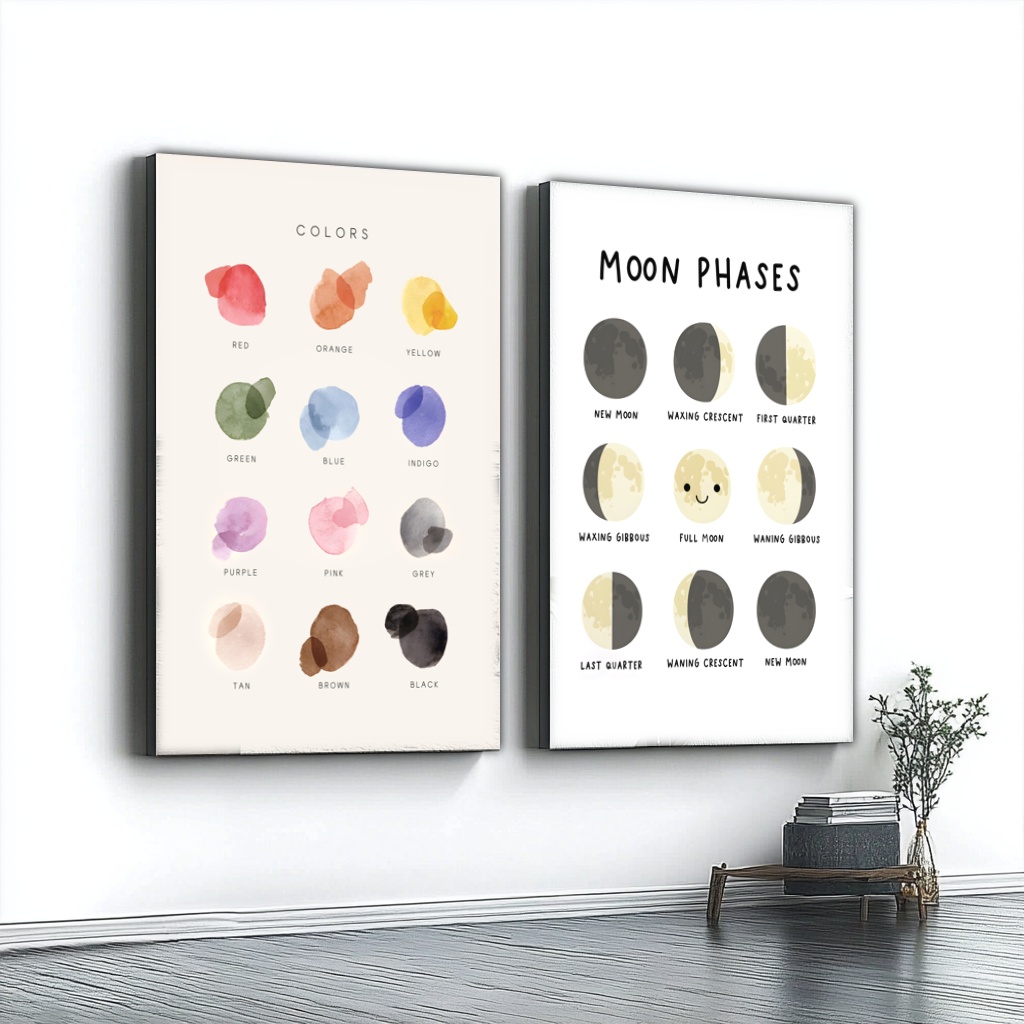 COLORS
RED
ORANGE
YELLOW
GREEN
BLUE
INDIGO
PURPLE
PINK
GREY
TAN
BROWN
BLACK
MOON PHASES
NEW MOON
WAXING CRESCENT
FIRST QUARTER
WAXING GIBBOUS
FULL MOON
WANING GIBBOUS
LAST QUARTER
WANING CRESCENT
NEW MOON